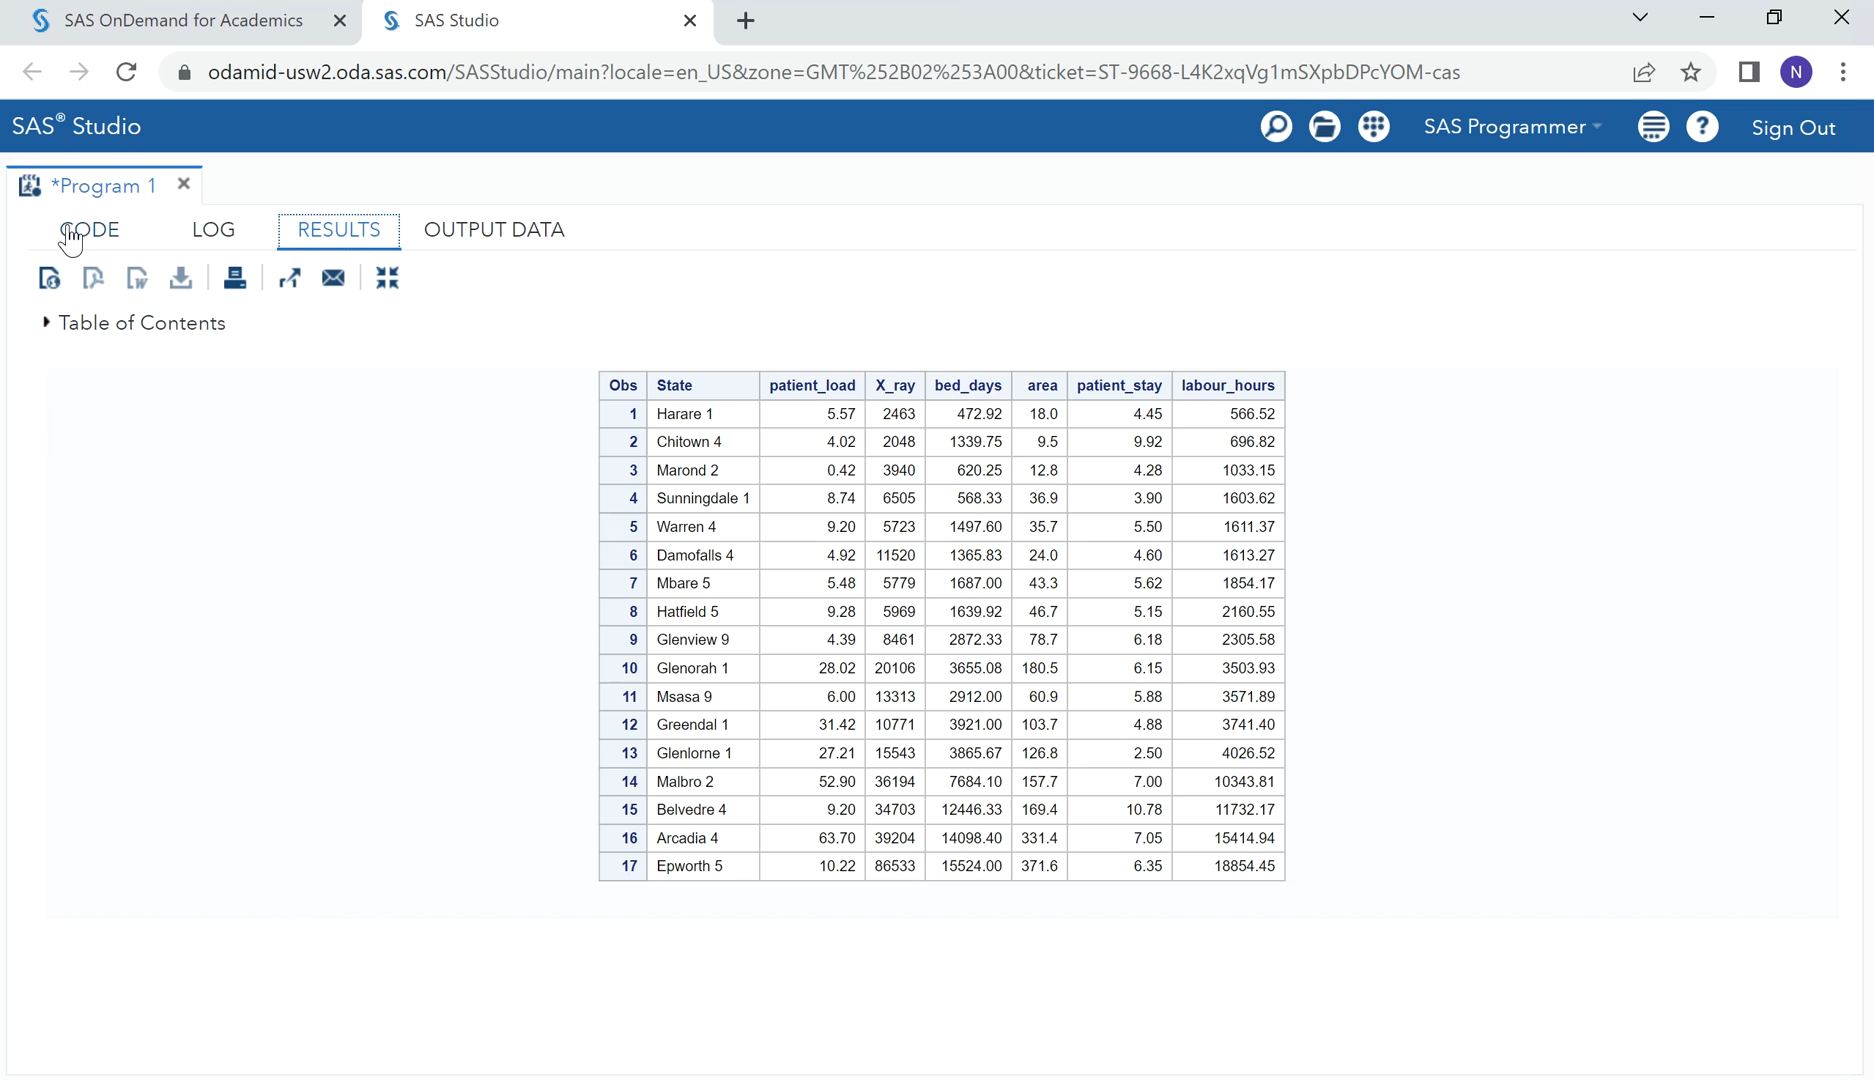 SAS OnDemand for Academics
SAS Studio
odamid-usw2.oda.sas.com/SASStudio/main?locale=en_US&zone=GMT%252B02%253A00&ticket=ST-9668-L4K2xqVg1mSXpbDPcYOM-cas
N
SAS® Studio
SAS Programmer
?
Sign Out
*Program 1
CODE LOG RESULTS OUTPUT DATA
Table of Contents
Obs State patient_load X_ray bed_days area patient_stay labour_hours
1 Harare 1 5.57 2463 472.92 18.0 4.45 566.52
2 Chitown 4 4.02 2048 1339.75 9.5 9.92 696.82
3 Marond 2 0.42 3940 620.25 12.8 4.28 1033.15
4 Sunningdale 1 8.74 6505 568.33 36.9 3.90 1603.62
5 Warren 4 9.20 5723 1497.60 35.7 5.50 1611.37
6 Damofalls 4 4.92 11520 1365.83 24.0 4.60 1613.27
7 Mbare 5 5.48 5779 1687.00 43.3 5.62 1854.17
8 Hatfield 5 9.28 5969 1639.92 46.7 5.15 2160.55
9 Glenview 9 4.39 8461 2872.33 78.7 6.18 2305.58
10 Glenorah 1 28.02 20106 3655.08 180.5 6.15 3503.93
11 Msasa 9 6.00 13313 2912.00 60.9 5.88 3571.89
12 Greendal 1 31.42 10771 3921.00 103.7 4.88 3741.40
13 Glenlorne 1 27.21 15543 3865.67 126.8 2.50 4026.52
14 Malbro 2 52.90 36194 7684.10 157.7 7.00 10343.81
15 Belvedre 4 9.20 34703 12446.33 169.4 10.78 11732.17
16 Arcadia 4 63.70 39204 14098.40 331.4 7.05 15414.94
17 Epworth 5 10.22 86533 15524.00 371.6 6.35 18854.45